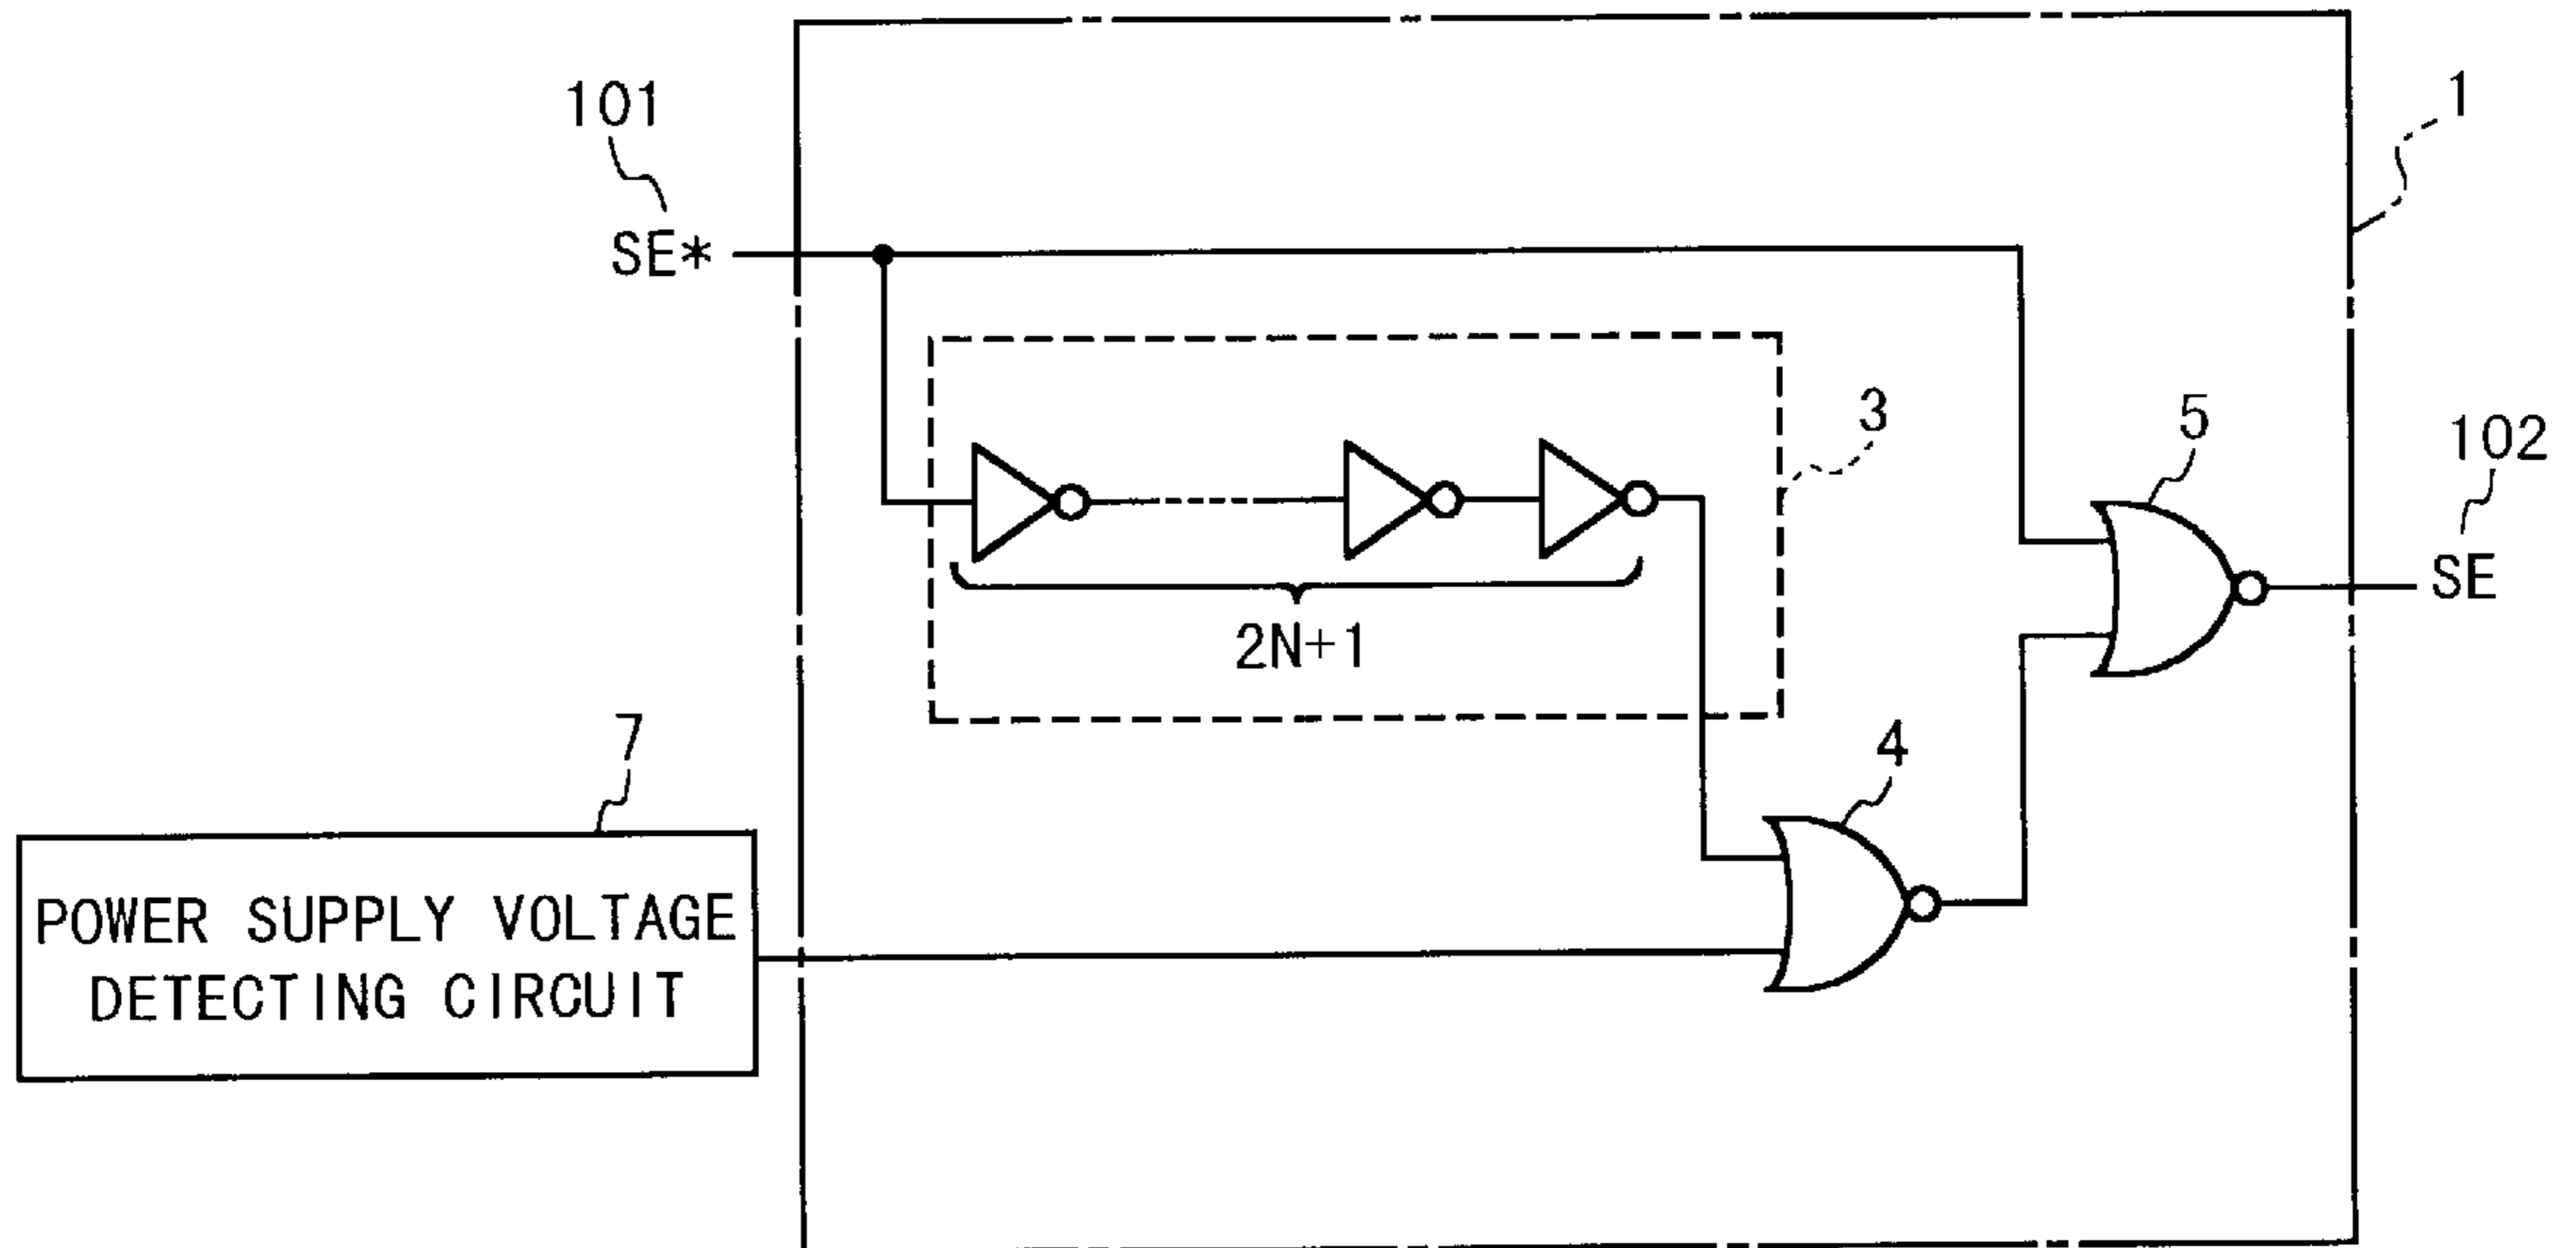 1
101
SE*
3
5
102
SE
2N+1
7
4
POWER SUPPLY VOLTAGE
DETECTING CIRCUIT